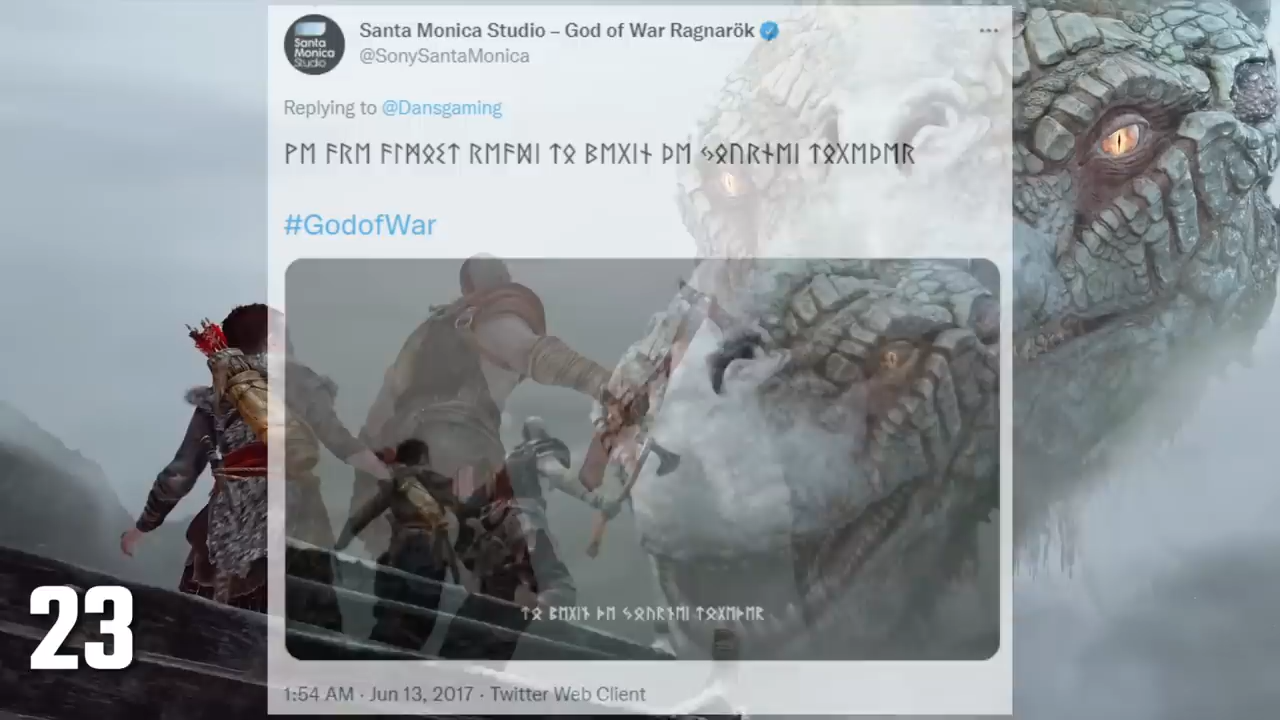 Santa Monica Studio – God of War Ragnarök
@SonySantaMonica
Santa Monica Studio
Replying to @Dansgaming
ᚹᛖ ᚨᚱᛖ ᚨᛚᛗᛟᛊᛏ ᚱᛖᚨᛞᛁ ᛏᛟ ᛒᛖᚷᛁᚾ ᚦᛖ ᛃᛟᚢᚱᚾᛖᛁ ᛏᛟᚷᛖᚦᛖᚱ
#GodofWar
ᛏᛟ ᛒᛖᚷᛁᚾ ᚦᛖ ᛃᛟᚢᚱᚾᛖᛁ ᛏᛟᚷᛖᚦᛖᚱ
23
1:54 AM · Jun 13, 2017 · Twitter Web Client